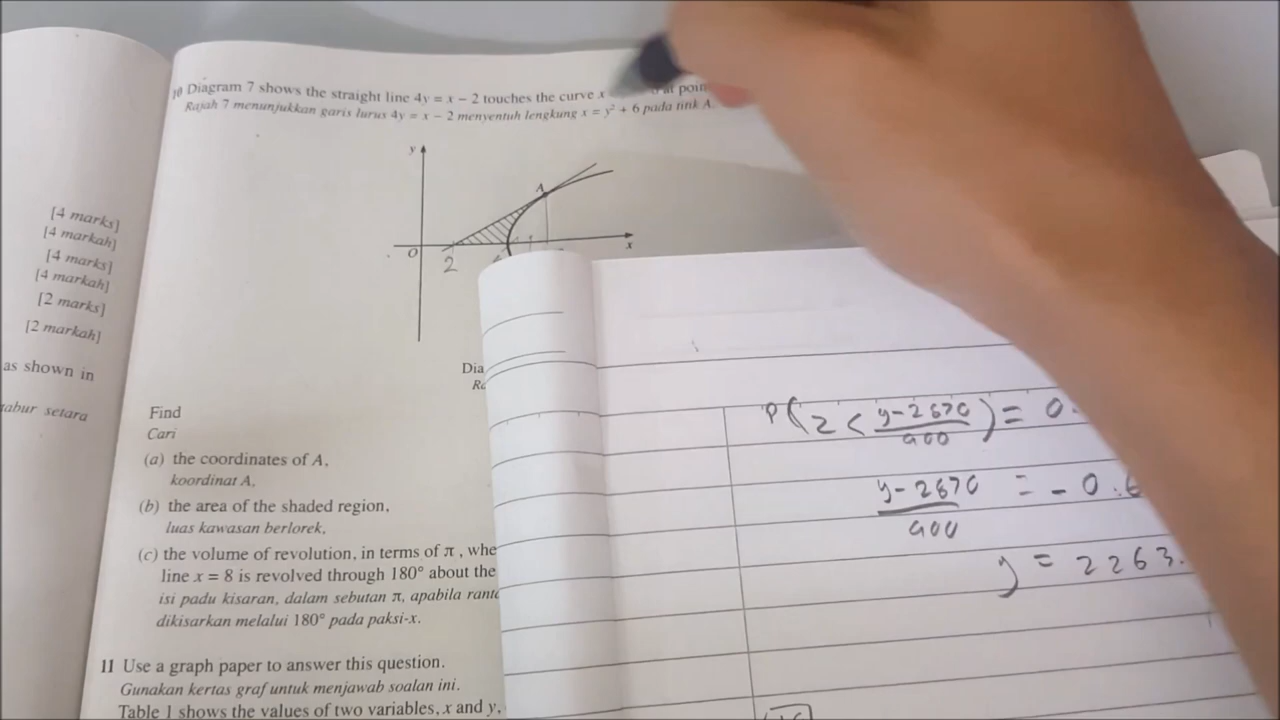 [4 marks]
[4 markah]
[4 marks]
[4 markah]
[2 marks]
[2 markah]
as shown in
tabur setara
10 Diagram 7 shows the straight line 4y = x − 2 touches the curve x
Rajah 7 menunjukkan garis lurus 4y = x − 2 menyentuh lengkung x = y² + 6 pada titik A.
y
A
O
x
2
Find
Cari
(a) the coordinates of A,
koordinat A,
(b) the area of the shaded region,
luas kawasan berlorek,
(c) the volume of revolution, in terms of π, whe
line x = 8 is revolved through 180° about the
isi padu kisaran, dalam sebutan π, apabila
dikisarkan melalui 180° pada paksi-x.
11 Use a graph paper to answer this question.
Gunakan kertas graf untuk menjawab soalan ini.
Table 1 shows the values of two variables, x and y,
P(Z < y-2670/900) = 0.
y-2670/900 = -0.6
y = 2263.